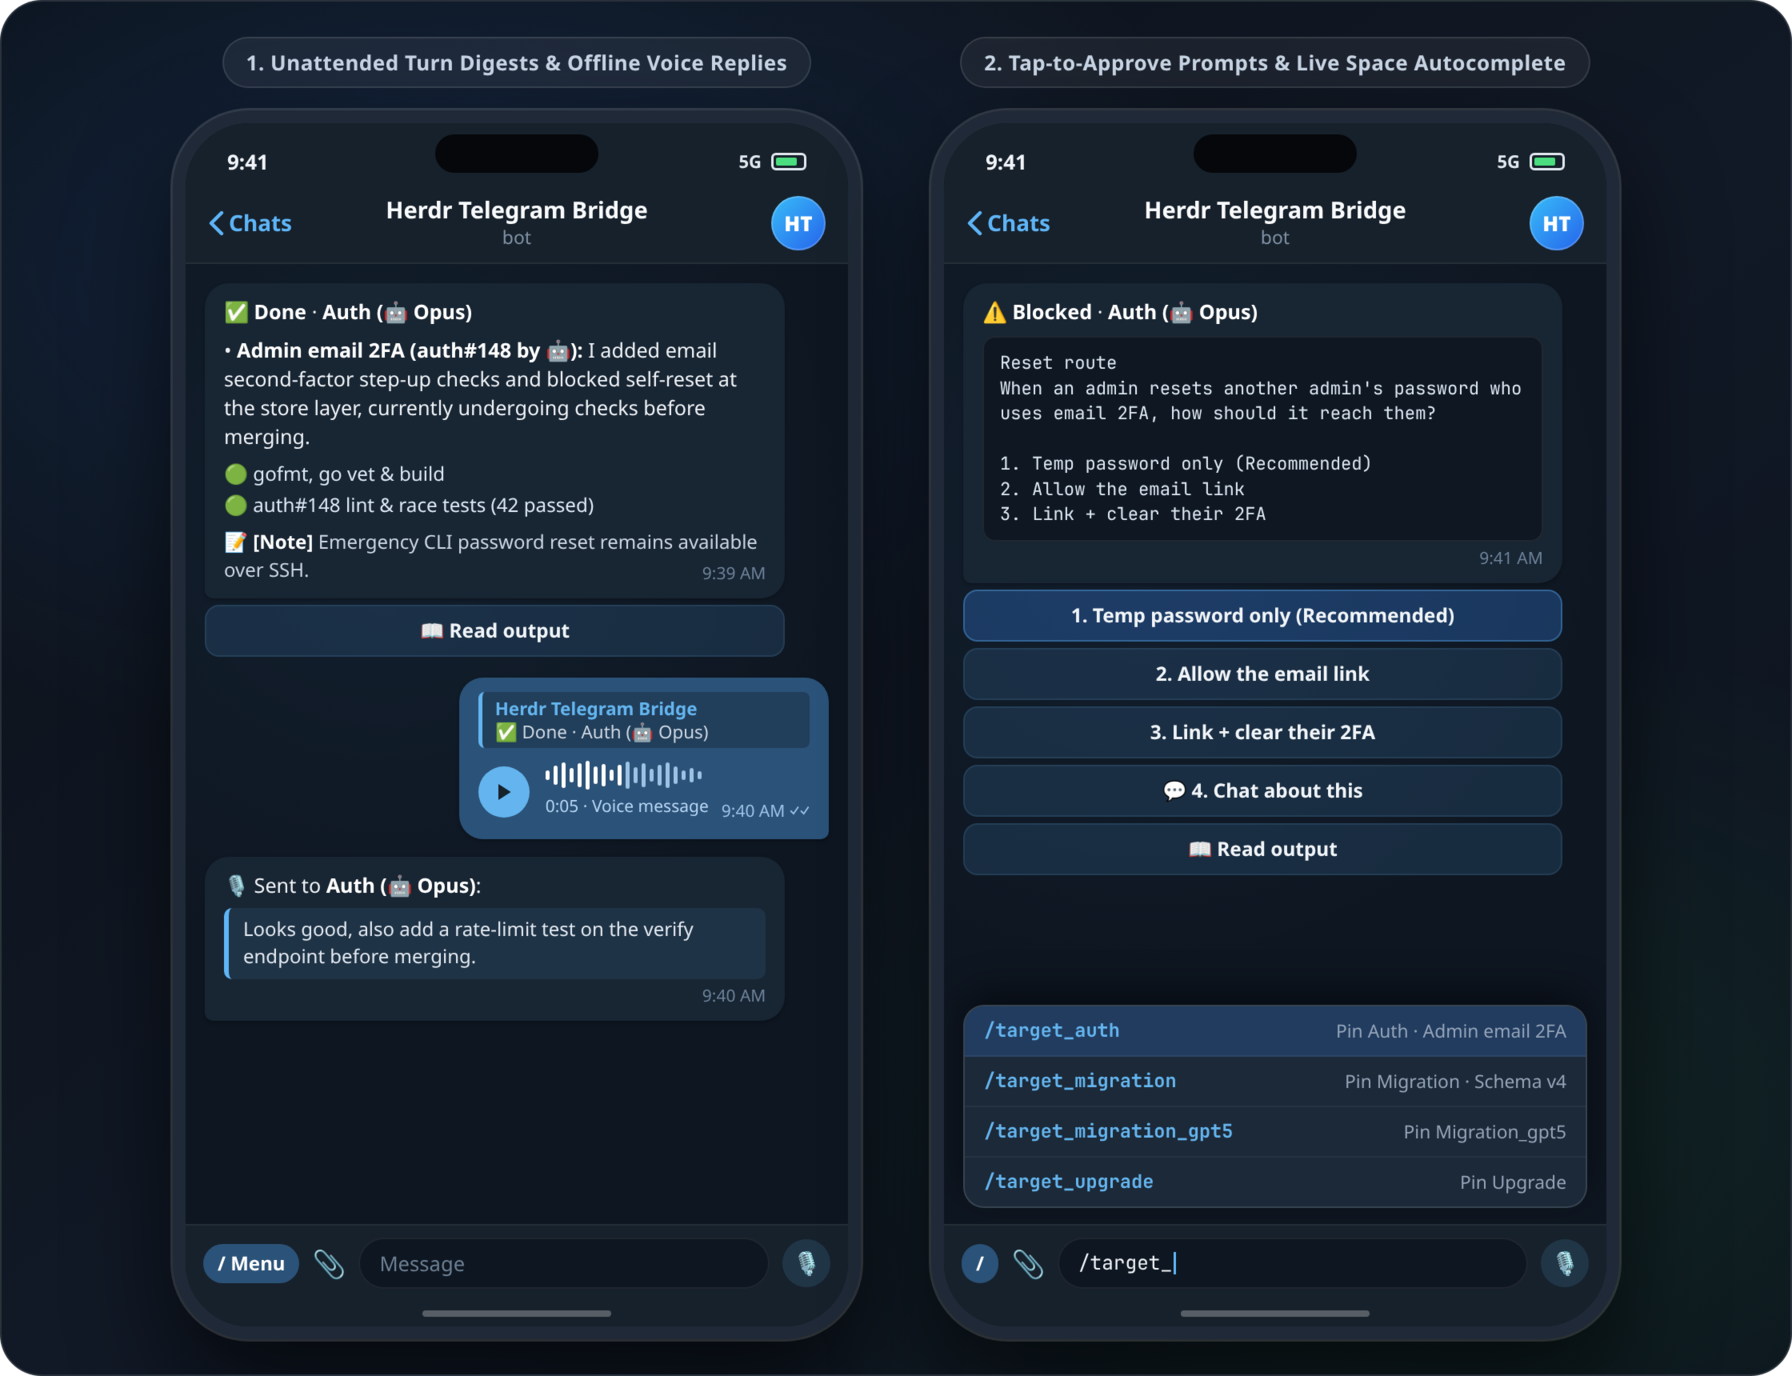 1. Unattended Turn Digests & Offline Voice Replies
9:41
5G
Chats
Herdr Telegram Bridge
bot
HT
✅ Done · Auth (🤖 Opus)
• Admin email 2FA (auth#148 by 🤖): I added email
second-factor step-up checks and blocked self-reset at
the store layer, currently undergoing checks before
merging.
🟢 gofmt, go vet & build
🟢 auth#148 lint & race tests (42 passed)
📝 [Note] Emergency CLI password reset remains available
over SSH.
9:39 AM
📖 Read output
Herdr Telegram Bridge
✅ Done · Auth (🤖 Opus)
0:05 · Voice message
9:40 AM ✓✓
🎙️ Sent to Auth (🤖 Opus):
Looks good, also add a rate-limit test on the verify
endpoint before merging.
9:40 AM
/ Menu
Message
2. Tap-to-Approve Prompts & Live Space Autocomplete
9:41
5G
Chats
Herdr Telegram Bridge
bot
HT
⚠️ Blocked · Auth (🤖 Opus)
Reset route
When an admin resets another admin's password who
uses email 2FA, how should it reach them?
1. Temp password only (Recommended)
2. Allow the email link
3. Link + clear their 2FA
9:41 AM
1. Temp password only (Recommended)
2. Allow the email link
3. Link + clear their 2FA
💬 4. Chat about this
📖 Read output
/target_auth Pin Auth · Admin email 2FA
/target_migration Pin Migration · Schema v4
/target_migration_gpt5 Pin Migration_gpt5
/target_upgrade Pin Upgrade
/
/target_